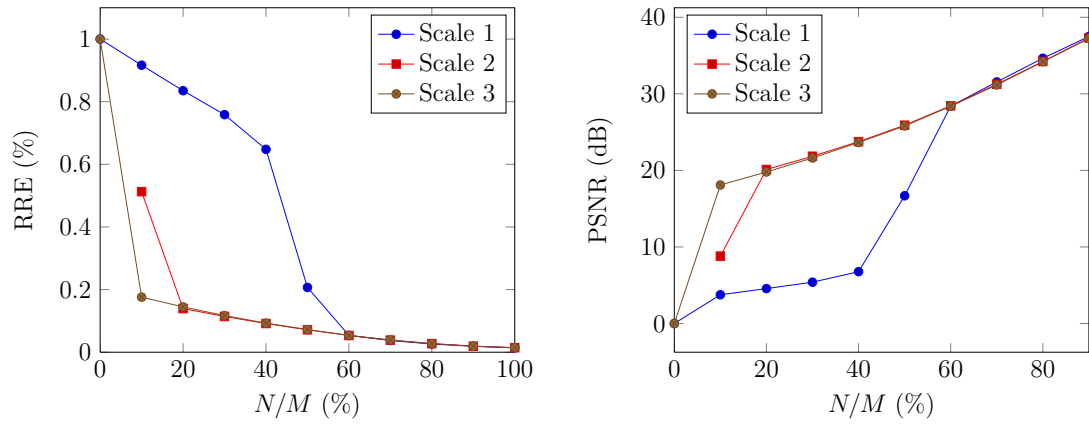 1
0.8
0.6
0.4
0.2
0
RRE (%)
0 20 40 60 80 100
N/M (%)
Scale 1
Scale 2
Scale 3
40
30
20
10
0
PSNR (dB)
0 20 40 60 80
N/M (%)
Scale 1
Scale 2
Scale 3